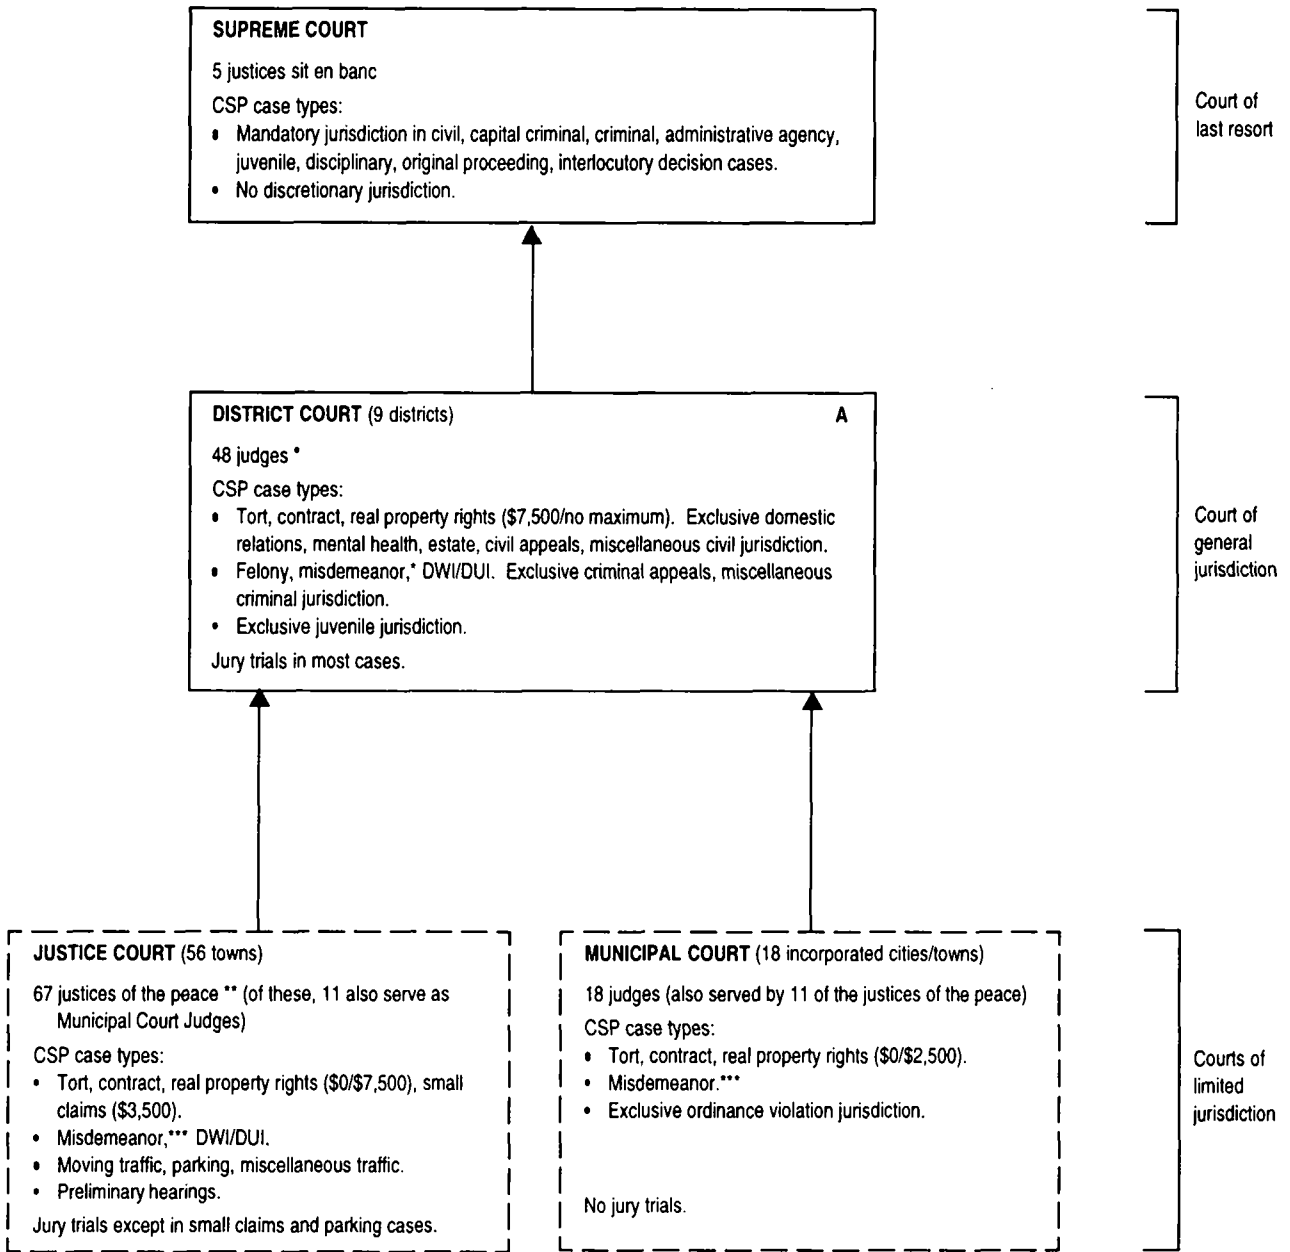 SUPREME COURT
5 justices sit en banc
CSP case types:
• Mandatory jurisdiction in civil, capital criminal, criminal, administrative agency,
juvenile, disciplinary, original proceeding, interlocutory decision cases.
• No discretionary jurisdiction.
Court of
last resort
DISTRICT COURT (9 districts) A
48 judges *
CSP case types:
• Tort, contract, real property rights ($7,500/no maximum). Exclusive domestic
relations, mental health, estate, civil appeals, miscellaneous civil jurisdiction.
• Felony, misdemeanor,* DWI/DUI. Exclusive criminal appeals, miscellaneous
criminal jurisdiction.
• Exclusive juvenile jurisdiction.
Jury trials in most cases.
Court of
general
jurisdiction
JUSTICE COURT (56 towns)
67 justices of the peace ** (of these, 11 also serve as
Municipal Court Judges)
CSP case types:
• Tort, contract, real property rights ($0/$7,500), small
claims ($3,500).
• Misdemeanor,*** DWI/DUI.
• Moving traffic, parking, miscellaneous traffic.
• Preliminary hearings.
Jury trials except in small claims and parking cases.
MUNICIPAL COURT (18 incorporated cities/towns)
18 judges (also served by 11 of the justices of the peace)
CSP case types:
• Tort, contract, real property rights ($0/$2,500).
• Misdemeanor.***
• Exclusive ordinance violation jurisdiction.
No jury trials.
Courts of
limited
jurisdiction